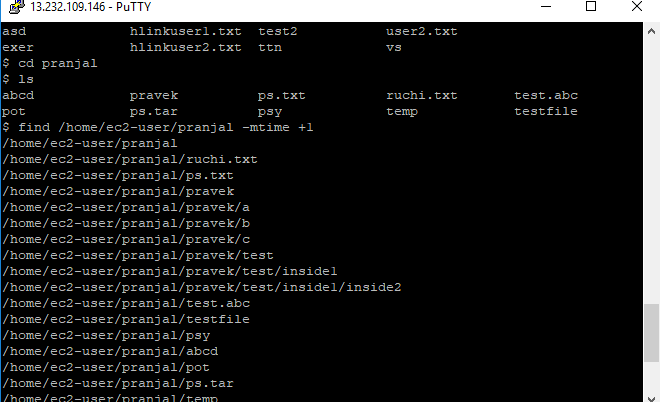 13.232.109.146 - PuTTY
asd hlinkuser1.txt test2 user2.txt
exer hlinkuser2.txt ttn vs
$ cd pranjal
$ ls
abcd pravek ps.txt ruchi.txt test.abc
pot ps.tar psy temp testfile
$ find /home/ec2-user/pranjal -mtime +1
/home/ec2-user/pranjal
/home/ec2-user/pranjal/ruchi.txt
/home/ec2-user/pranjal/ps.txt
/home/ec2-user/pranjal/pravek
/home/ec2-user/pranjal/pravek/a
/home/ec2-user/pranjal/pravek/b
/home/ec2-user/pranjal/pravek/c
/home/ec2-user/pranjal/pravek/test
/home/ec2-user/pranjal/pravek/test/inside1
/home/ec2-user/pranjal/pravek/test/inside1/inside2
/home/ec2-user/pranjal/test.abc
/home/ec2-user/pranjal/testfile
/home/ec2-user/pranjal/psy
/home/ec2-user/pranjal/abcd
/home/ec2-user/pranjal/pot
/home/ec2-user/pranjal/ps.tar
/home/ec2-user/pranjal/temp